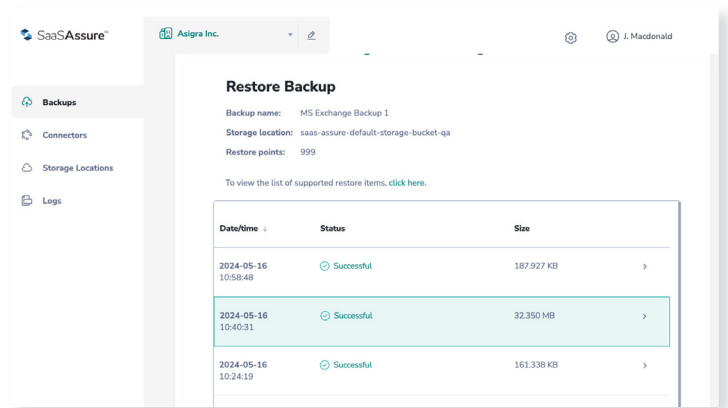 SaaSAssure™
Asigra Inc.
J. Macdonald
Backups
Connectors
Storage Locations
Logs
Restore Backup
Backup name: MS Exchange Backup 1
Storage location: saas-assure-default-storage-bucket-qa
Restore points: 999
To view the list of supported restore items, click here.
Date/time ↓ Status Size
2024-05-16 Successful 187.927 KB
10:58:48
2024-05-16 Successful 32.350 MB
10:40:31
2024-05-16 Successful 161.338 KB
10:24:19